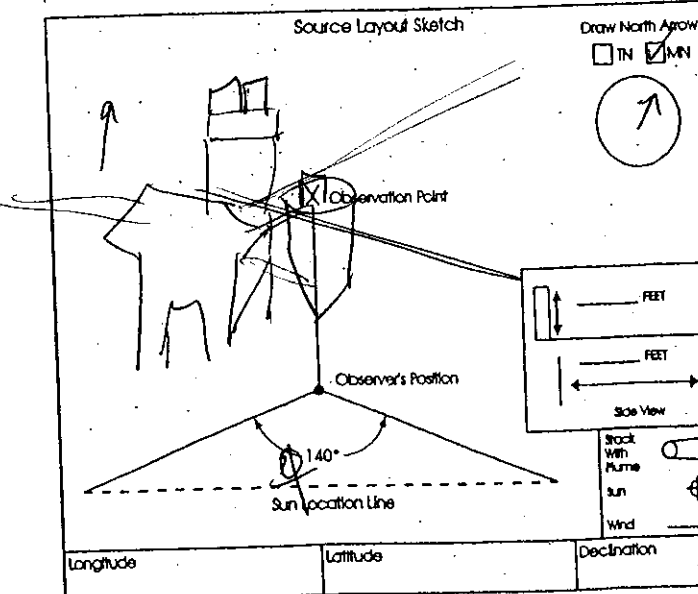 Source Layout Sketch
Draw North Arrow
TN MN
X Observation Point
FEET
FEET
Side View
Observer's Position
140°
Sun Location Line
Stack
With
Plume
Sun
Wind
Longitude Latitude Declination